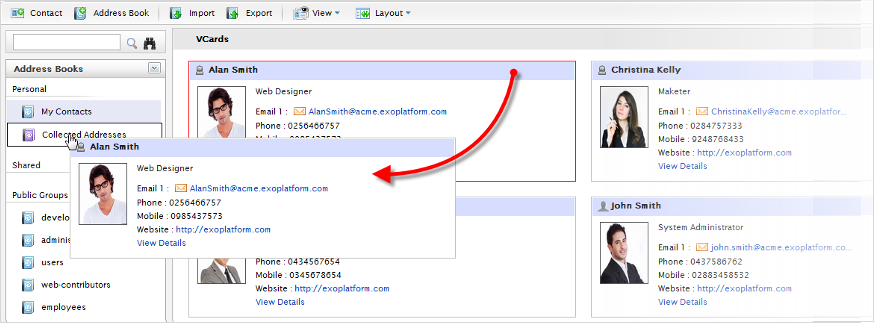 Contact Address Book Import Export View Layout
Address Books
Personal
My Contacts
Collected Addresses
Shared
Public Groups
develo
adminis
users
web-contributors
employees
VCards
Alan Smith
Web Designer
Email 1 : AlanSmith@acme.exoplatform.com
Phone : 0256466757
Alan Smith
Web Designer
Email 1 : AlanSmith@acme.exoplatform.com
Phone : 0256466757
Mobile : 0985437573
Website : http://exoplatform.com
View Details
Christina Kelly
Maketer
Email 1 : ChristinaKelly@acme.exoplatfor...
Phone : 0284757333
Mobile : 9248768433
Website : http://exoplatform.com
View Details
Phone : 0434567654
Mobile : 0345678654
Website : http://exoplatform.com
View Details
John Smith
System Administrator
Email 1 : john.smith@acme.exoplatform.co...
Phone : 0437586762
Mobile : 02883458532
Website : http://exoplatform.com
View Details